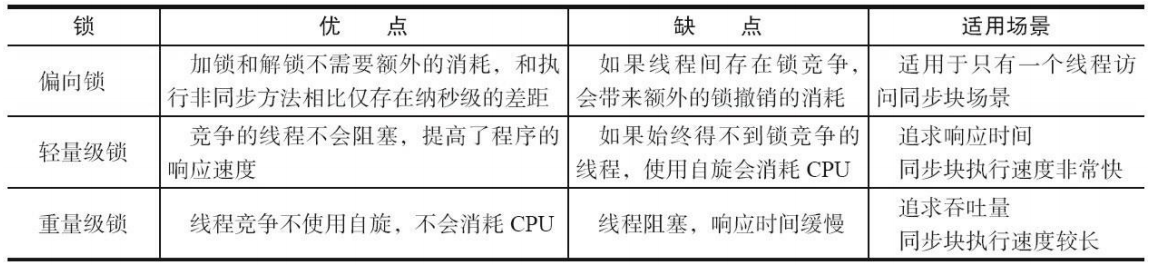 锁 优 点 缺 点 适用场景
偏向锁
加锁和解锁不需要额外的消耗，和执
行非同步方法相比仅存在纳秒级的差距
如果线程间存在锁竞争，
会带来额外的锁撤销的消耗
适用于只有一个线程访
问同步块场景
轻量级锁
竞争的线程不会阻塞，提高了程序的
响应速度
如果始终得不到锁竞争的
线程，使用自旋会消耗 CPU
追求响应时间
同步块执行速度非常快
重量级锁
线程竞争不使用自旋，不会消耗 CPU
线程阻塞，响应时间缓慢
追求吞吐量
同步块执行速度较长